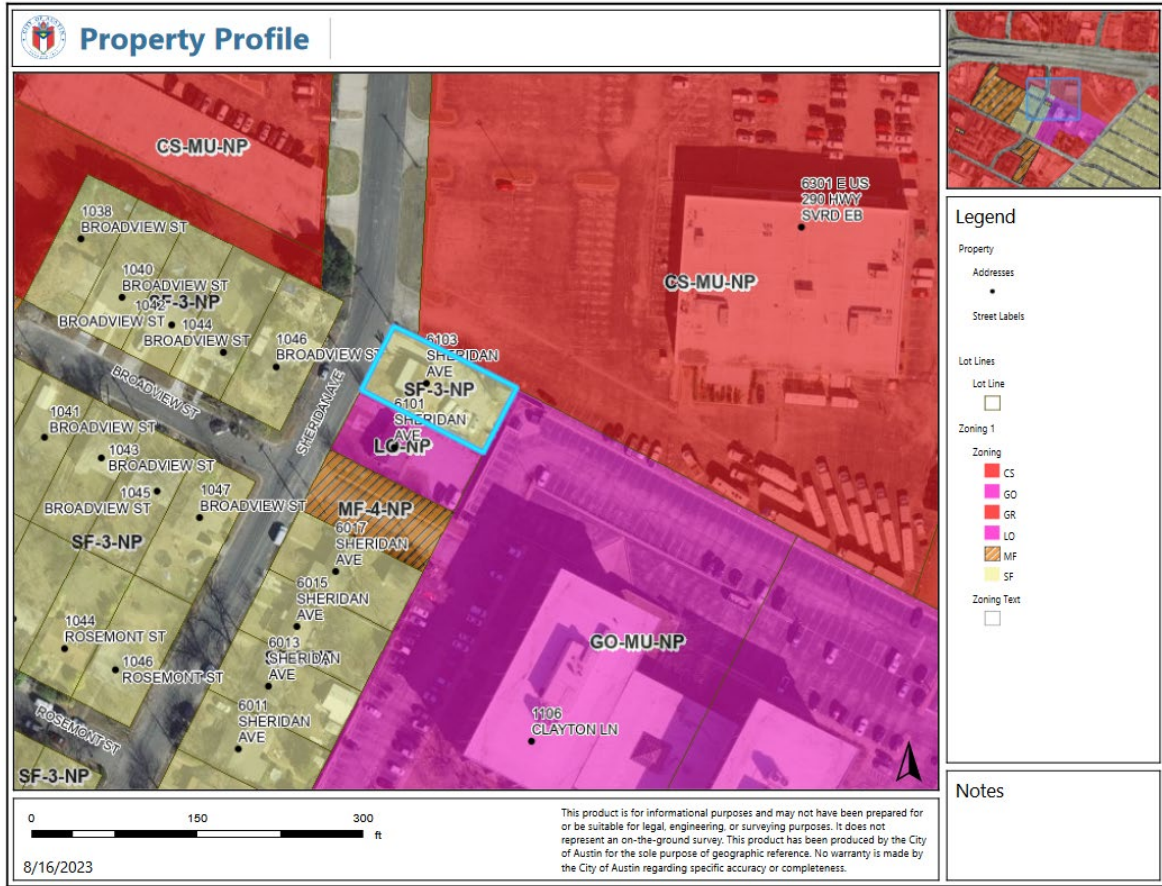 CITY OF AUSTIN
Property Profile
CS-MU-NP
1038
BROADVIEW ST
1040
BROADVIEW ST
SF-3-NP
1042
BROADVIEW ST
1044
BROADVIEW ST
1046
BROADVIEW ST
BROADVIEW ST
SHERIDAN AVE
6301 E US
290 HWY
SVRD EB
CS-MU-NP
6103
SHERIDAN
AVE
SF-3-NP
6101
SHERIDAN
AVE
LO-NP
MF-4-NP
1041
BROADVIEW ST
1043
BROADVIEW ST
1045
BROADVIEW ST
1047
BROADVIEW ST
SF-3-NP
6017
SHERIDAN
AVE
6015
SHERIDAN
AVE
6013
SHERIDAN
AVE
6011
SHERIDAN
AVE
1044
ROSEMONT ST
1046
ROSEMONT ST
ROSEMONT ST
SF-3-NP
GO-MU-NP
1106
CLAYTON LN
Legend
Property
Addresses
Street Labels
Lot Lines
Lot Line
Zoning 1
Zoning
CS
GO
GR
LO
MF
SF
Zoning Text
Notes
0 150 300
ft
8/16/2023
This product is for informational purposes and may not have been prepared for
or be suitable for legal, engineering, or surveying purposes. It does not
represent an on-the-ground survey. This product has been produced by the City
of Austin for the sole purpose of geographic reference. No warranty is made by
the City of Austin regarding specific accuracy or completeness.